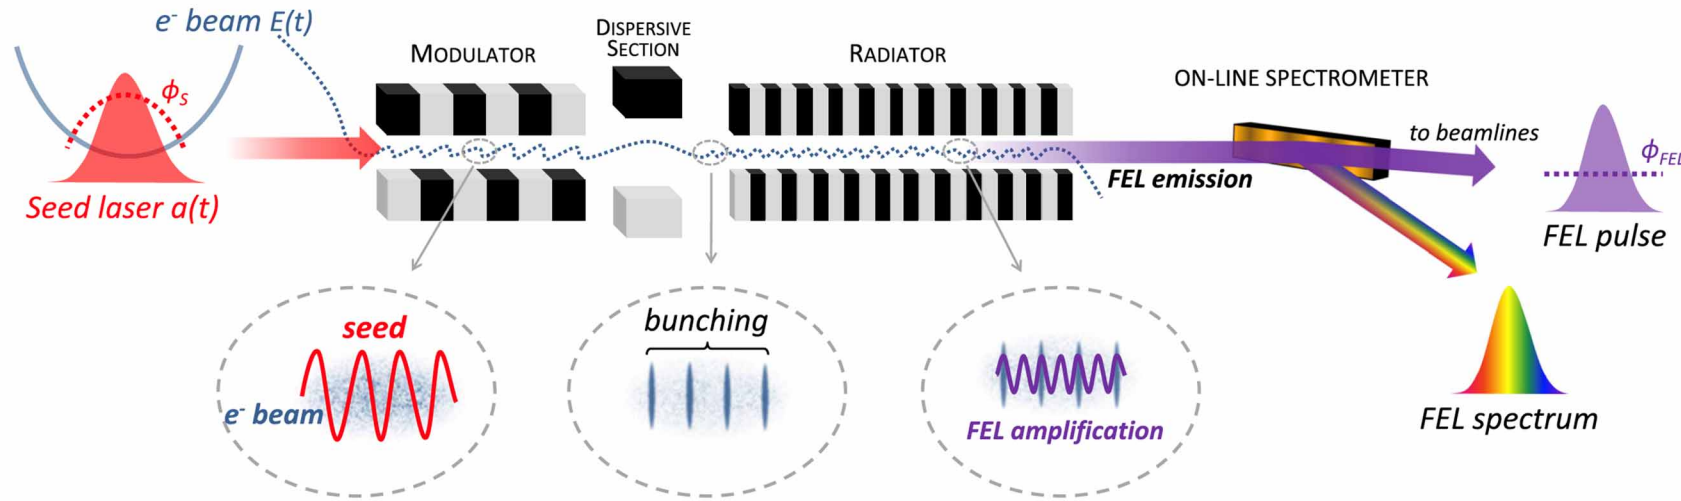 e⁻ beam E(t)
ϕS
Seed laser a(t)
MODULATOR
DISPERSIVE
SECTION
RADIATOR
ON-LINE SPECTROMETER
to beamlines
FEL emission
ϕFEL
FEL pulse
FEL spectrum
seed
e⁻ beam
bunching
FEL amplification